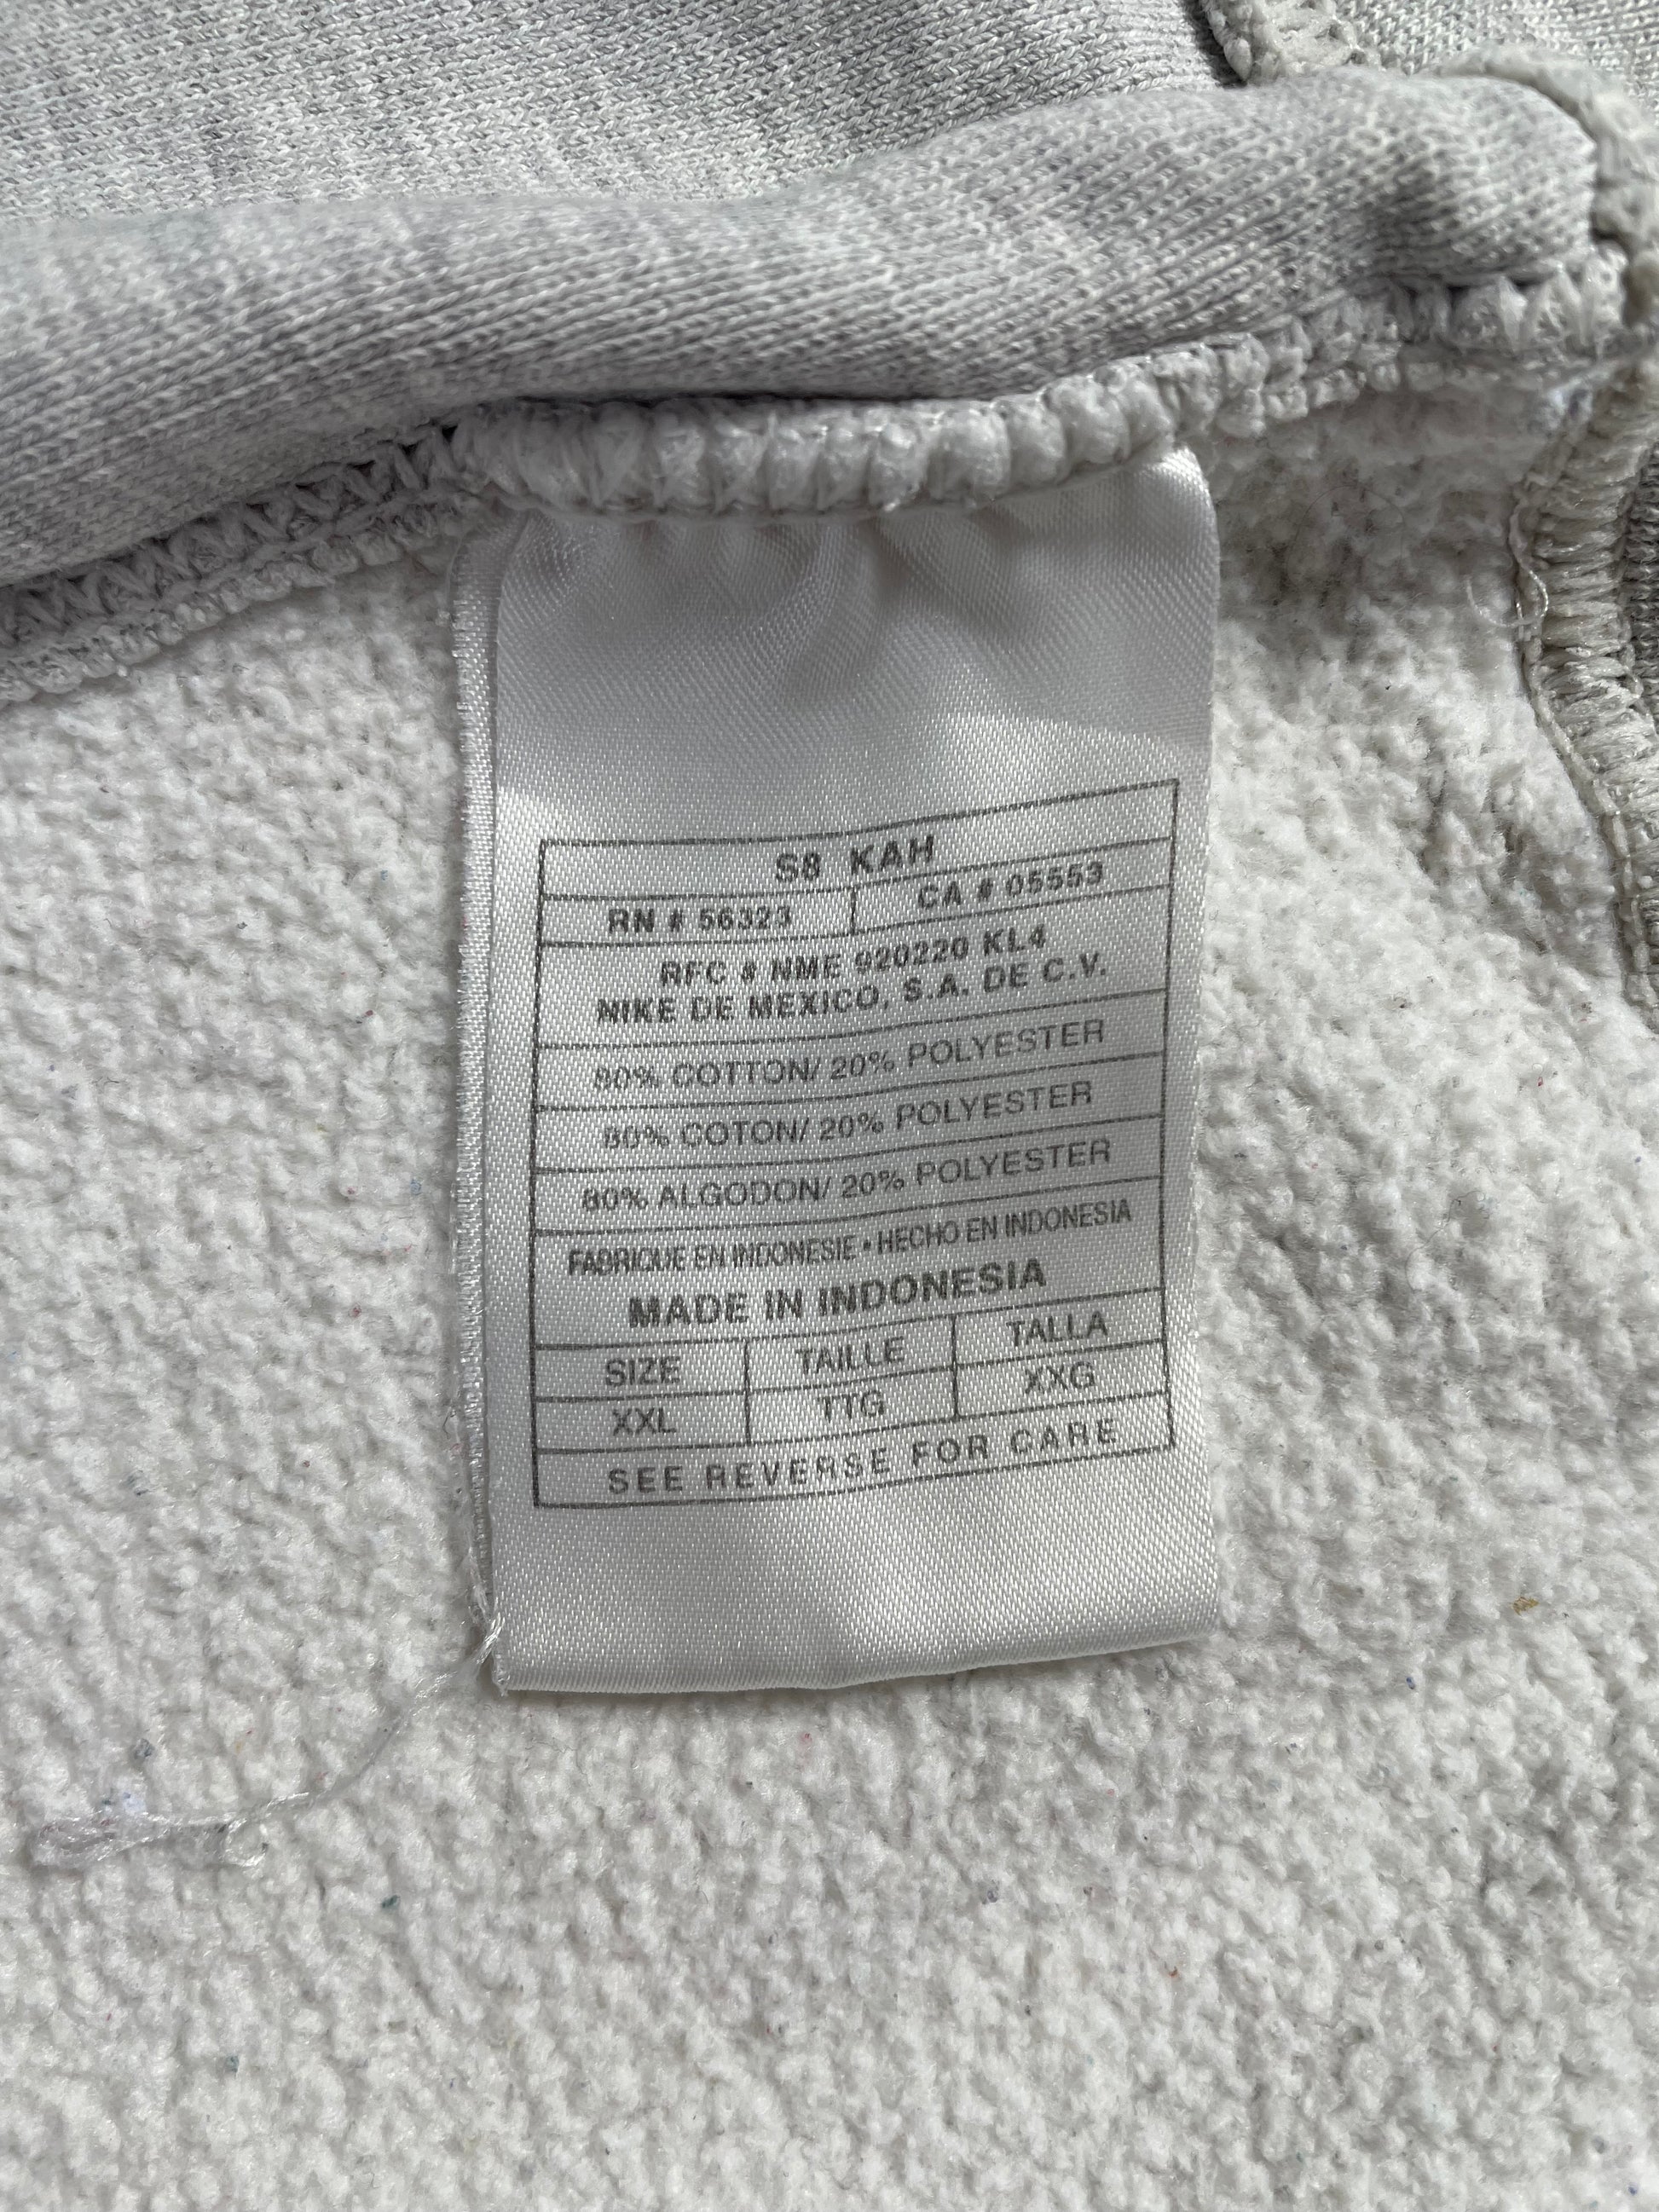 S8 KAH
RN # 56323 CA # 05553
RFC # NME 920220 KL4
NIKE DE MEXICO, S.A. DE C.V.
80% COTTON/ 20% POLYESTER
80% COTON/ 20% POLYESTER
80% ALGODON/ 20% POLYESTER
FABRIQUE EN INDONESIE • HECHO EN INDONESIA
MADE IN INDONESIA
SIZE TAILLE TALLA
XXL TTG XXG
SEE REVERSE FOR CARE